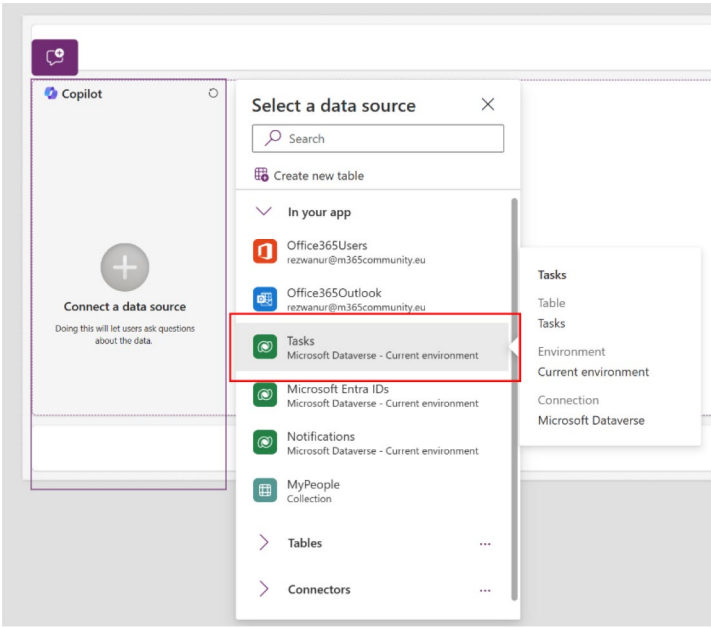 Copilot
Connect a data source
Doing this will let users ask questions
about the data.
Select a data source
Search
Create new table
In your app
Office365Users
rezwanur@m365community.eu
Office365Outlook
rezwanur@m365community.eu
Tasks
Microsoft Dataverse - Current environment
Microsoft Entra IDs
Microsoft Dataverse - Current environment
Notifications
Microsoft Dataverse - Current environment
MyPeople
Collection
Tables
...
Connectors
...
Tasks
Table
Tasks
Environment
Current environment
Connection
Microsoft Dataverse